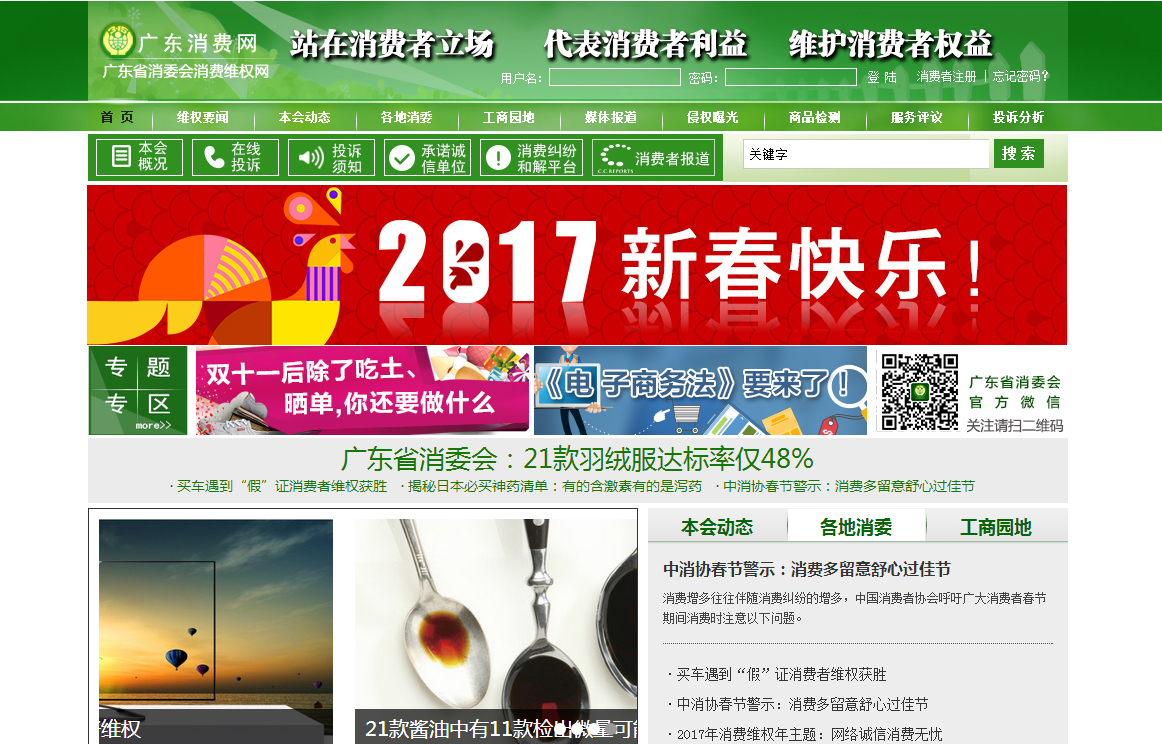 广东消费网
广东省消委会消费维权网
站在消费者立场 代表消费者利益 维护消费者权益
用户名： 密码： 登 陆 消费者注册 | 忘记密码?
首 页 维权要闻 本会动态 各地消委 工商园地 媒体报道 侵权曝光 商品检测 服务评议 投诉分析
本会概况 在线投诉 投诉须知 承诺诚信单位 消费纠纷和解平台 消费者报道 C.C.REPORTS
关键字 搜 索
2017 新春快乐！
专题
专区
more>>
双十一后除了吃土、
晒单,你还要做什么
《电子商务法》要来了！
广东省消委会
官 方 微 信
关注请扫二维码
广东省消委会：21款羽绒服达标率仅48%
· 买车遇到“假”证消费者维权获胜 · 揭秘日本必买神药清单：有的含激素有的是泻药 · 中消协春节警示：消费多留意舒心过佳节
维权
21款酱油中有11款检出微量可
本会动态 各地消委 工商园地
中消协春节警示：消费多留意舒心过佳节
消费增多往往伴随消费纠纷的增多，中国消费者协会呼吁广大消费者春节
期间消费时注意以下问题。
· 买车遇到“假”证消费者维权获胜
· 中消协春节警示：消费多留意舒心过佳节
· 2017年消费维权年主题：网络诚信消费无忧